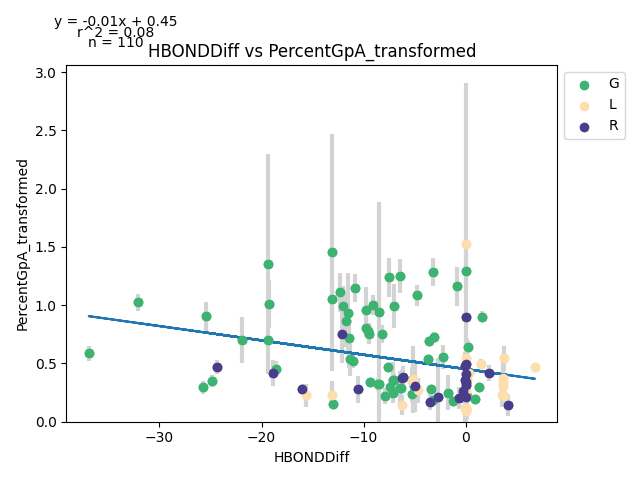 y = -0.01x + 0.45
r^2 = 0.08
n = 110
HBONDDiff vs PercentGpA_transformed
3.0
2.5
2.0
1.5
1.0
0.5
0.0
PercentGpA_transformed
−30
−20
−10
0
HBONDDiff
G
L
R